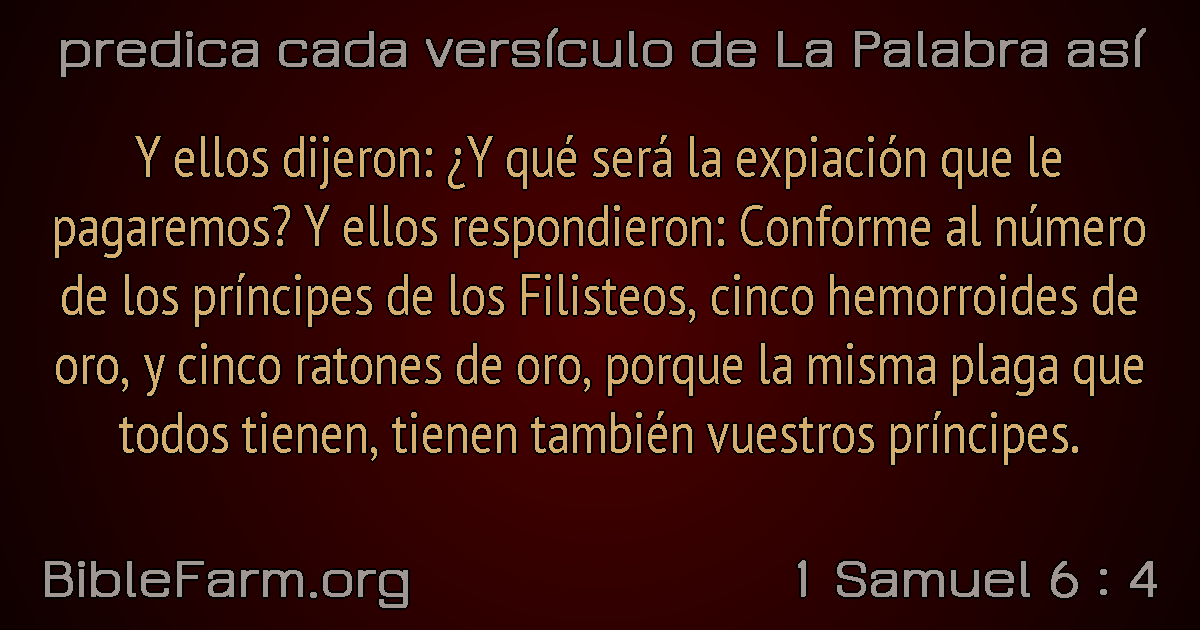 predica cada versículo de La Palabra así
Y ellos dijeron: ¿Y qué será la expiación que le
pagaremos? Y ellos respondieron: Conforme al número
de los príncipes de los Filisteos, cinco hemorroides de
oro, y cinco ratones de oro, porque la misma plaga que
todos tienen, tienen también vuestros príncipes.
BibleFarm.org
1 Samuel 6 : 4